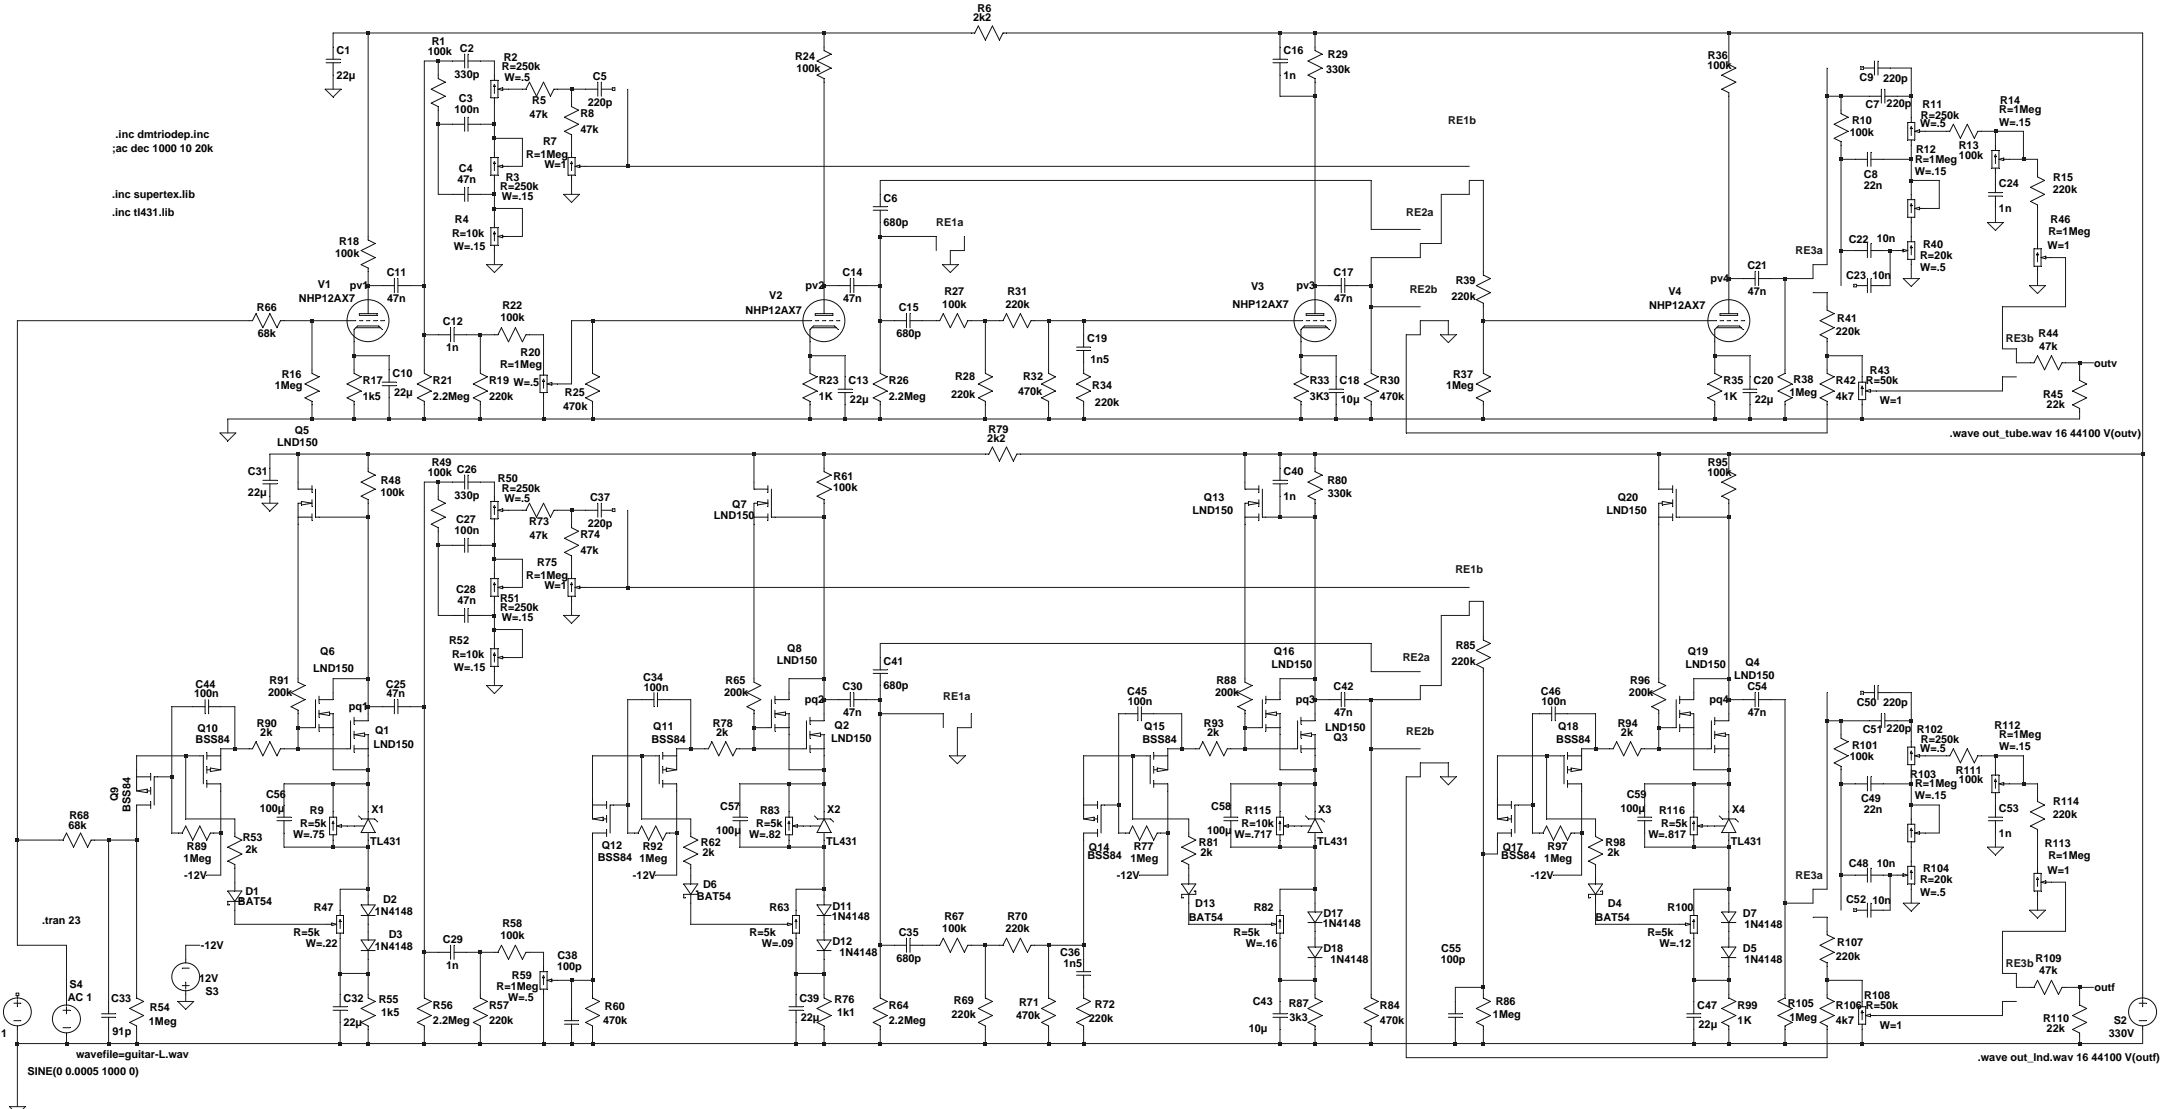 R6
2k2
C1
22µ
R1
100k
C2
330p
R2
R=250k
W=.5
C5
220p
C3
100n
R5
47k
R8
47k
R7
R=1Meg
W=1
C4
47n
R3
R=250k
W=.15
R4
R=10k
W=.15
R24
100k
C16
1n
R29
330k
R36
100k
C9
220p
C7
220p
R10
100k
R11
R=250k
W=.5
R14
R=1Meg
W=.15
R13
100k
R12
R=1Meg
W=.15
C8
22n
C24
1n
R15
220k
R46
R=1Meg
W=1
C22
10n
R40
R=20k
W=.5
C23
10n
.inc dmtriodep.inc
;ac dec 1000 10 20k
.inc supertex.lib
.inc tl431.lib
RE1b
C6
680p
RE1a
RE2a
RE3a
R18
100k
V1
NHP12AX7
pv1
C11
47n
V2
NHP12AX7
pv2
C14
47n
V3
NHP12AX7
pv3
C17
47n
RE2b
R39
220k
V4
NHP12AX7
pv4
C21
47n
R66
68k
R22
100k
C12
1n
R20
R=1Meg
W=.5
C15
680p
R27
100k
R31
220k
C19
1n5
R41
220k
RE3b
R44
47k
outv
R16
1Meg
R17
1k5
C10
22µ
R21
2.2Meg
R19
220k
R25
470k
R23
1K
C13
22µ
R26
2.2Meg
R28
220k
R32
470k
R34
220k
R33
3K3
C18
10µ
R30
470k
R37
1Meg
R35
1K
C20
22µ
R38
1Meg
R42
4k7
R43
R=50k
W=1
R45
22k
.wave out_tube.wav 16 44100 V(outv)
Q5
LND150
R79
2k2
C31
22µ
R48
100k
R49
100k
C26
330p
R50
R=250k
W=.5
C37
220p
C27
100n
R73
47k
R74
47k
R75
R=1Meg
W=1
C28
47n
R51
R=250k
W=.15
R52
R=10k
W=.15
Q7
LND150
R61
100k
Q13
LND150
C40
1n
R80
330k
Q20
LND150
R95
100k
RE1b
Q6
LND150
R91
200k
C44
100n
Q10
BSS84
R90
2k
pq1
C25
47n
Q1
LND150
C34
100n
Q11
BSS84
R78
2k
R65
200k
Q8
LND150
pq2
C30
47n
Q2
LND150
C41
680p
RE1a
C45
100n
Q15
BSS84
R93
2k
R88
200k
Q16
LND150
pq3
C42
47n
LND150
Q3
RE2a
RE2b
R85
220k
C46
100n
Q18
BSS84
R94
2k
R96
200k
Q19
LND150
Q4
LND150
pq4
C54
47n
C50
220p
C51
220p
R101
100k
R102
R=250k
W=.5
R112
R=1Meg
W=.15
R111
100k
R103
R=1Meg
W=.15
C49
22n
C53
1n
R114
220k
R113
R=1Meg
W=1
C48
10n
R104
R=20k
W=.5
C52
10n
RE3a
Q9
BSS84
R68
68k
R89
1Meg
-12V
R53
2k
D1
BAT54
C56
100µ
R9
R=5k
W=.75
X1
TL431
R47
R=5k
W=.22
D2
1N4148
D3
1N4148
Q12
BSS84
R92
1Meg
-12V
R62
2k
D6
BAT54
C57
100µ
R83
R=5k
W=.82
X2
TL431
R63
R=5k
W=.09
D11
1N4148
D12
1N4148
Q14
BSS84
R77
1Meg
-12V
R81
2k
D13
BAT54
C58
100µ
R115
R=10k
W=.717
X3
TL431
R82
R=5k
W=.16
D17
1N4148
D18
1N4148
Q17
BSS84
R97
1Meg
-12V
R98
2k
D4
BAT54
C59
100µ
R116
R=5k
W=.817
X4
TL431
R100
R=5k
W=.12
D7
1N4148
D5
1N4148
.tran 23
-12V
12V
S3
S4
AC 1
1
C33
91p
R54
1Meg
C32
22µ
R55
1k5
R56
2.2Meg
C29
1n
R58
100k
R57
220k
R59
R=1Meg
W=.5
C38
100p
R60
470k
C39
22µ
R76
1k1
R64
2.2Meg
C35
680p
R67
100k
R70
220k
R69
220k
R71
470k
C36
1n5
R72
220k
C43
10µ
R87
3k3
R84
470k
C55
100p
R86
1Meg
C47
22µ
R99
1K
R105
1Meg
R107
220k
R106
4k7
R108
R=50k
W=1
RE3b
R109
47k
outf
R110
22k
S2
330V
wavefile=guitar-L.wav
SINE(0 0.0005 1000 0)
.wave out_lnd.wav 16 44100 V(outf)